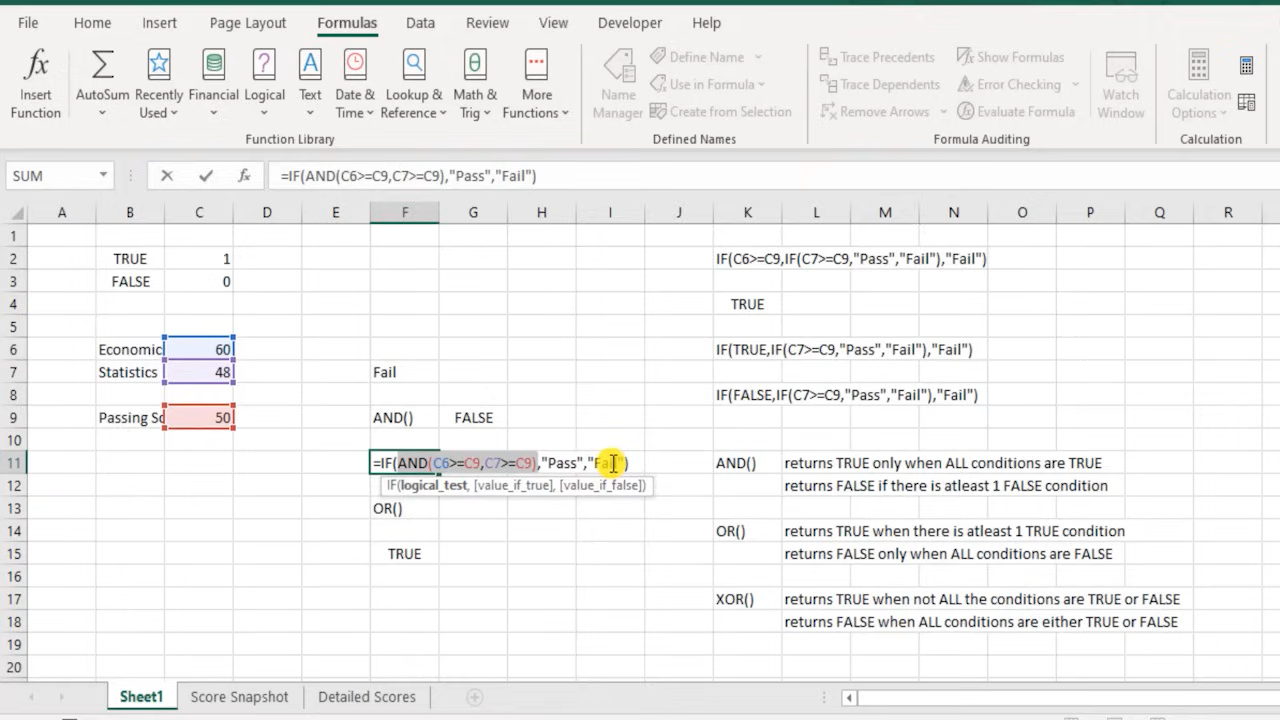 File Home Insert Page Layout Formulas Data Review View Developer Help
fx Insert Function
Σ AutoSum
Recently Used
Financial
Logical
A Text
Date & Time
Lookup & Reference
θ Math & Trig
More Functions
Function Library
Name Manager
Define Name
Use in Formula
Create from Selection
Defined Names
Trace Precedents
Trace Dependents
Remove Arrows
Show Formulas
Error Checking
Evaluate Formula
Formula Auditing
Watch Window
Calculation Options
Calculation
SUM fx =IF(AND(C6>=C9,C7>=C9),"Pass","Fail")
A B C D E F G H I J K L M N O P Q R
1
2 TRUE 1 IF(C6>=C9,IF(C7>=C9,"Pass","Fail"),"Fail")
3 FALSE 0
4 TRUE
5
6 Economic 60 IF(TRUE,IF(C7>=C9,"Pass","Fail"),"Fail")
7 Statistics 48 Fail
8 IF(FALSE,IF(C7>=C9,"Pass","Fail"),"Fail")
9 Passing Sc 50 AND() FALSE
10
11 =IF(AND(C6>=C9,C7>=C9),"Pass","Fail") AND() returns TRUE only when ALL conditions are TRUE
12 IF(logical_test, [value_if_true], [value_if_false]) returns FALSE if there is atleast 1 FALSE condition
13 OR()
14 OR() returns TRUE when there is atleast 1 TRUE condition
15 TRUE returns FALSE only when ALL conditions are FALSE
16
17 XOR() returns TRUE when not ALL the conditions are TRUE or FALSE
18 returns FALSE when ALL conditions are either TRUE or FALSE
19
20
Sheet1 Score Snapshot Detailed Scores